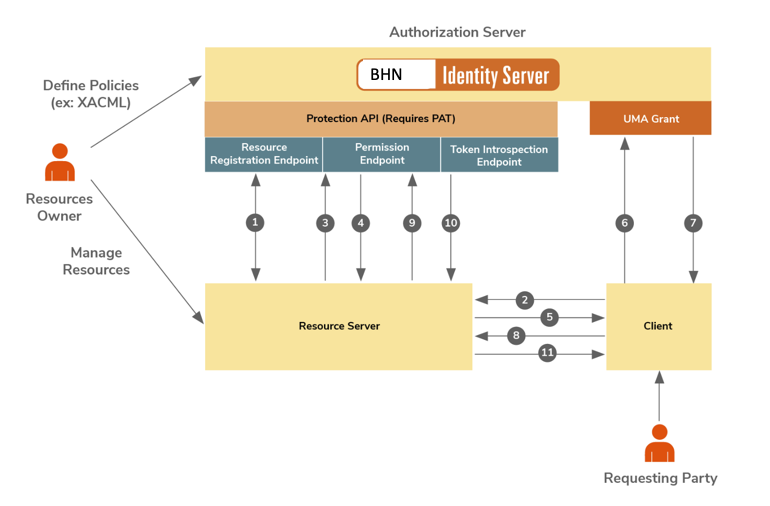 Authorization Server
BHN Identity Server
Define Policies
(ex: XACML)
Protection API (Requires PAT)
UMA Grant
Resource
Registration Endpoint
Permission
Endpoint
Token Introspection
Endpoint
Resources
Owner
1
3
4
9
10
6
7
Manage
Resources
2
5
8
11
Resource Server
Client
Requesting Party